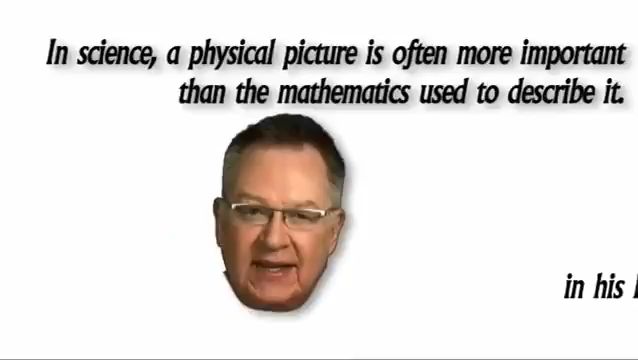 In science, a physical picture is often more important
than the mathematics used to describe it.
in his